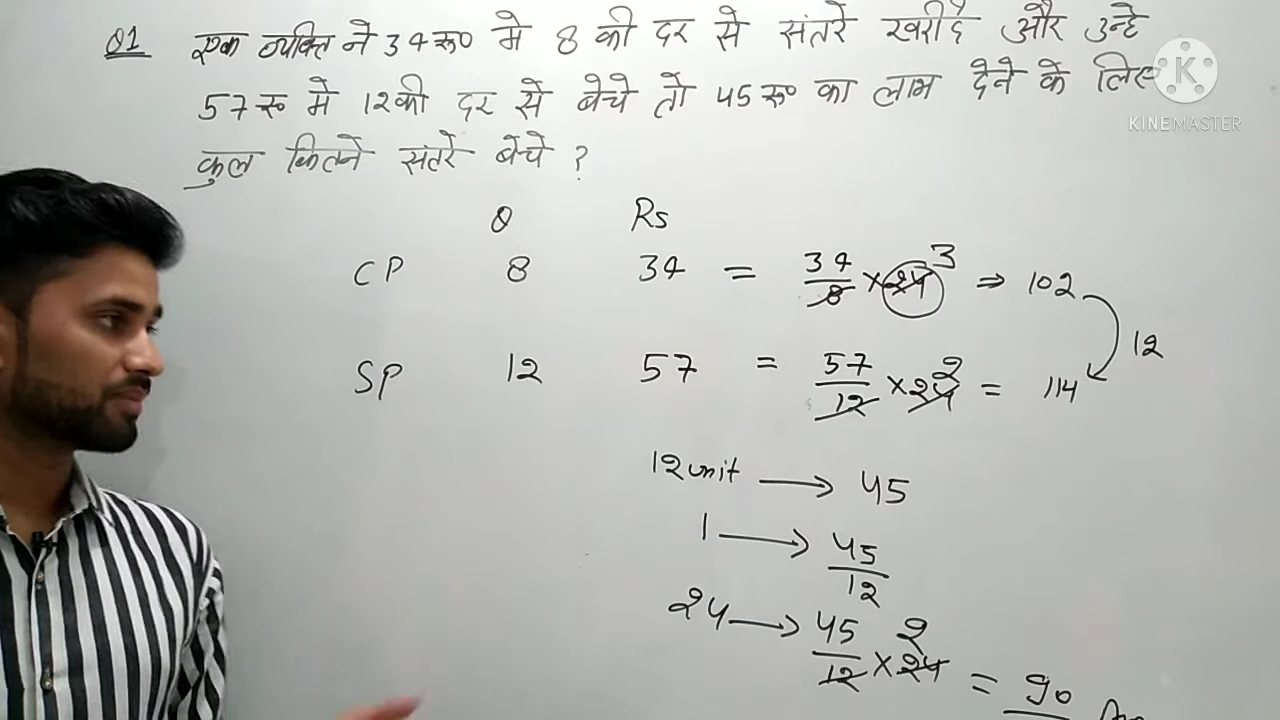 Q1 एक व्यक्ति ने 34 रू० मे 8 की दर से संतरे खरीदे और उन्हे
57 रू मे 12 की दर से बेचे तो 45 रू० का लाभ देने के लिए
कुल कितने संतरे बेचे ?
K
KINEMASTER
Q Rs
CP 8 34 = 34/8 × 24 3 ⇒ 102
12
SP 12 57 = 57/12 × 24 2 = 114
12 unit → 45
1 → 45/12
24 → 45/12 × 24 2 = 90